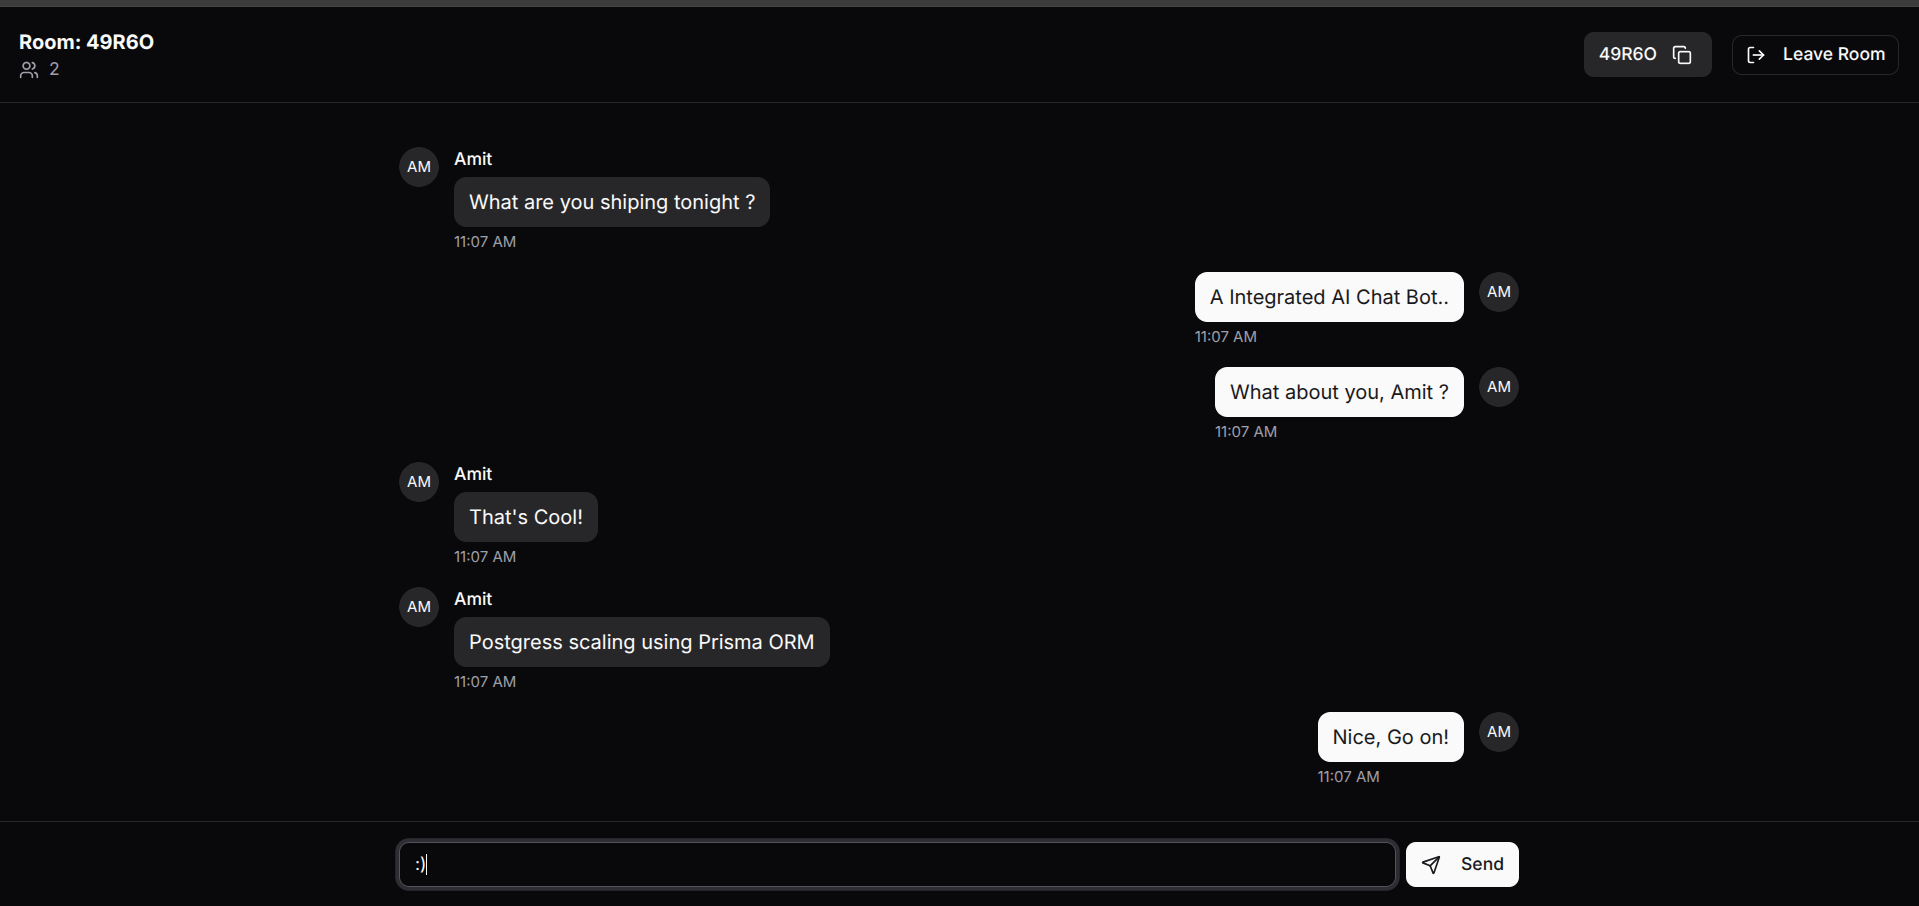 Room: 49R6O
2
49R6O
Leave Room
AM
Amit
What are you shiping tonight ?
11:07 AM
A Integrated AI Chat Bot..
AM
11:07 AM
What about you, Amit ?
AM
11:07 AM
AM
Amit
That's Cool!
11:07 AM
AM
Amit
Postgress scaling using Prisma ORM
11:07 AM
Nice, Go on!
AM
11:07 AM
:)
Send